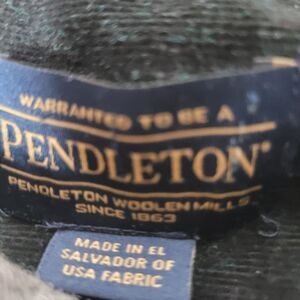 WARRANTED TO BE A
PENDLETON®
PENDLETON WOOLEN MILLS
SINCE 1863
MADE IN EL
SALVADOR OF
USA FABRIC